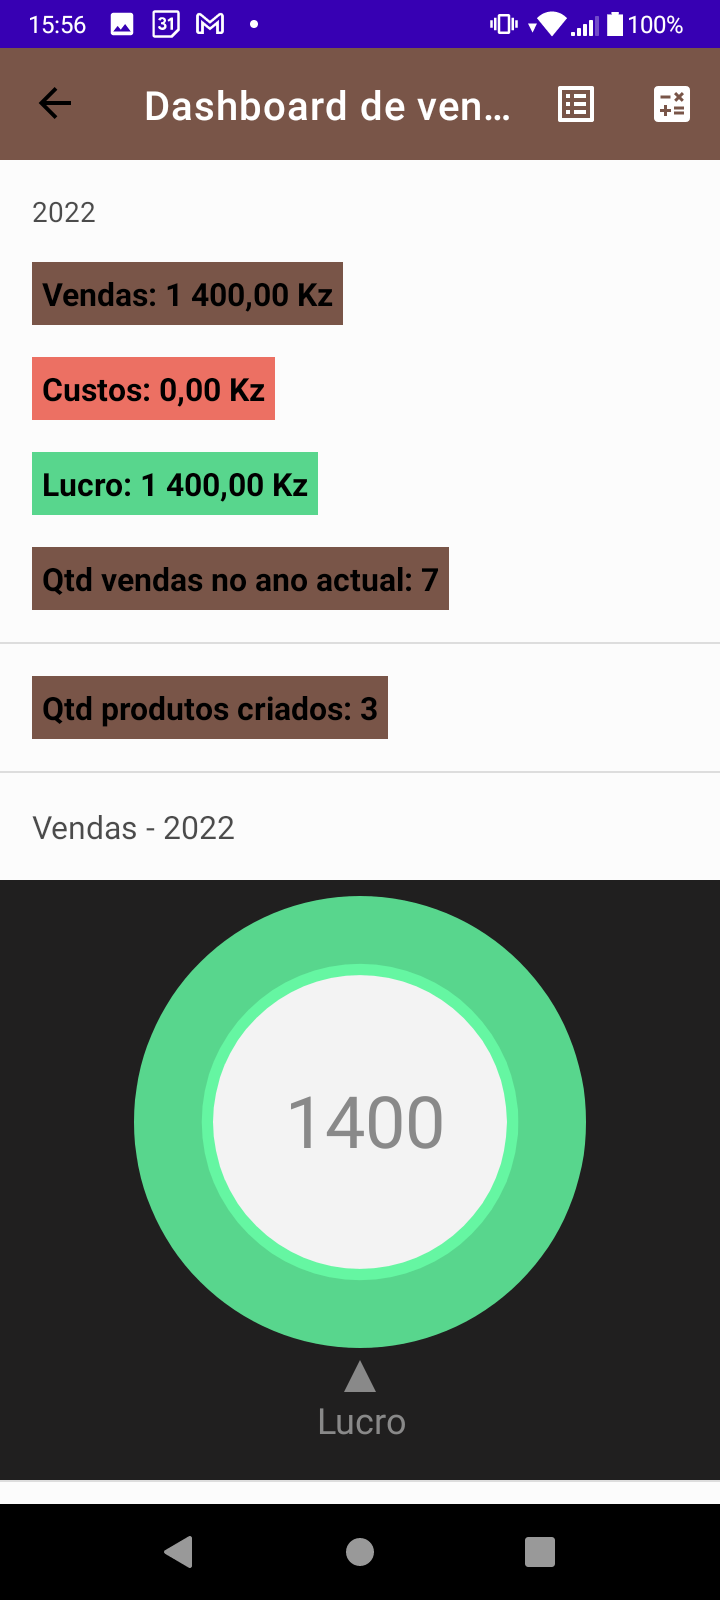 15:56
31
100%
Dashboard de ven...
2022
Vendas: 1 400,00 Kz
Custos: 0,00 Kz
Lucro: 1 400,00 Kz
Qtd vendas no ano actual: 7
Qtd produtos criados: 3
Vendas - 2022
1400
Lucro